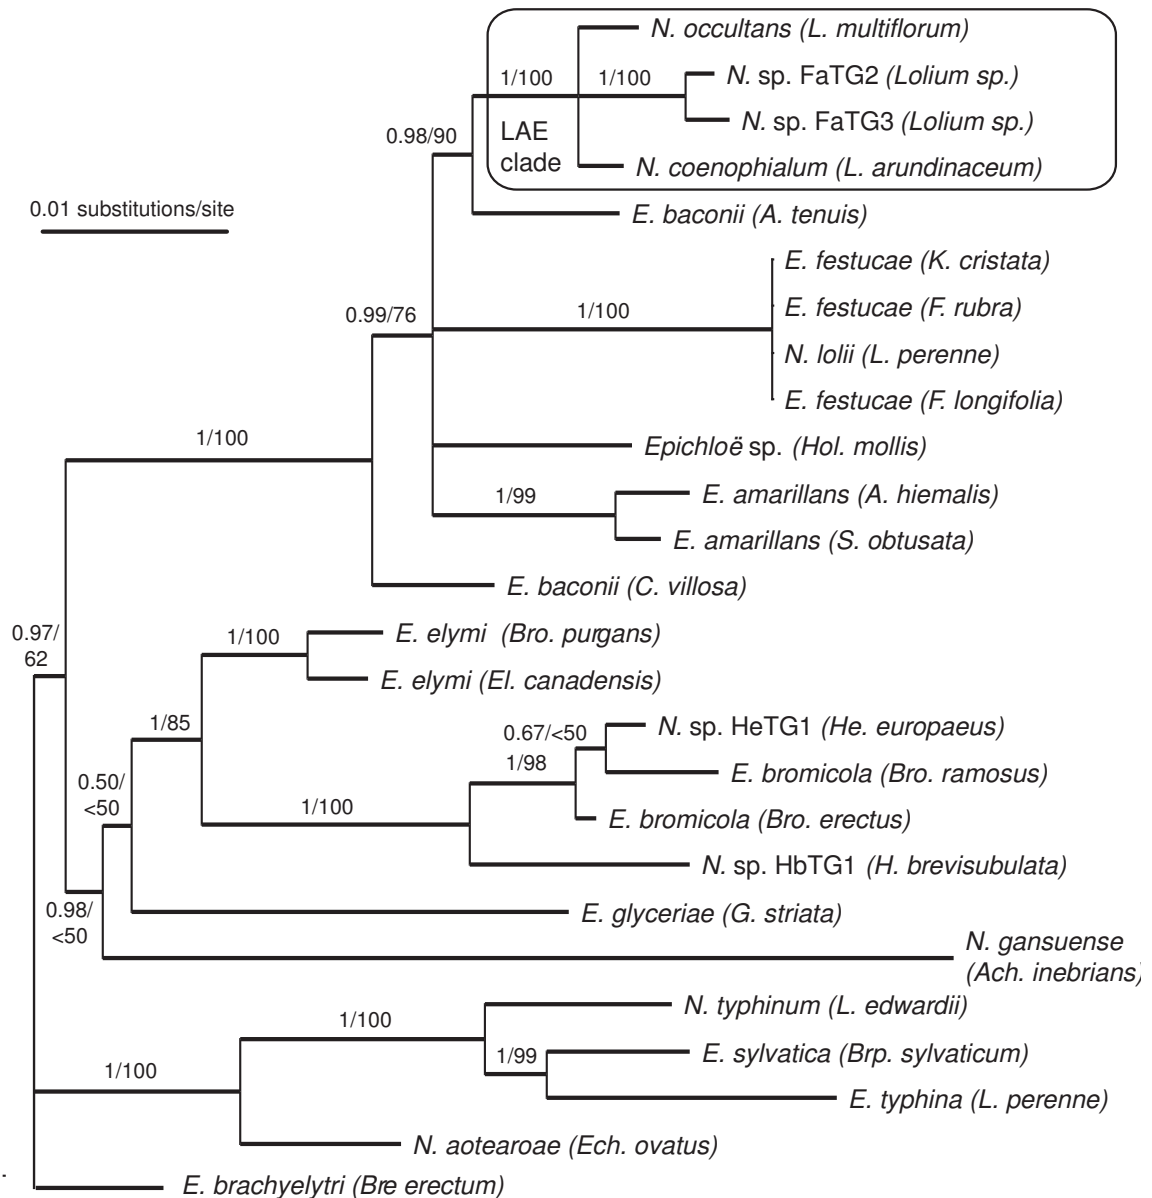 N. occultans (L. multiflorum)
1/100
1/100
N. sp. FaTG2 (Lolium sp.)
N. sp. FaTG3 (Lolium sp.)
LAE
clade
0.98/90
N. coenophialum (L. arundinaceum)
0.01 substitutions/site
E. baconii (A. tenuis)
E. festucae (K. cristata)
0.99/76
1/100
E. festucae (F. rubra)
N. lolii (L. perenne)
E. festucae (F. longifolia)
1/100
Epichloë sp. (Hol. mollis)
1/99
E. amarillans (A. hiemalis)
E. amarillans (S. obtusata)
E. baconii (C. villosa)
0.97/
62
1/100
E. elymi (Bro. purgans)
E. elymi (El. canadensis)
1/85
0.67/<50
N. sp. HeTG1 (He. europaeus)
1/98
E. bromicola (Bro. ramosus)
0.50/
<50
1/100
E. bromicola (Bro. erectus)
N. sp. HbTG1 (H. brevisubulata)
0.98/
<50
E. glyceriae (G. striata)
N. gansuense
(Ach. inebrians)
N. typhinum (L. edwardii)
1/100
1/99
E. sylvatica (Brp. sylvaticum)
1/100
E. typhina (L. perenne)
N. aotearoae (Ech. ovatus)
E. brachyelytri (Bre erectum)